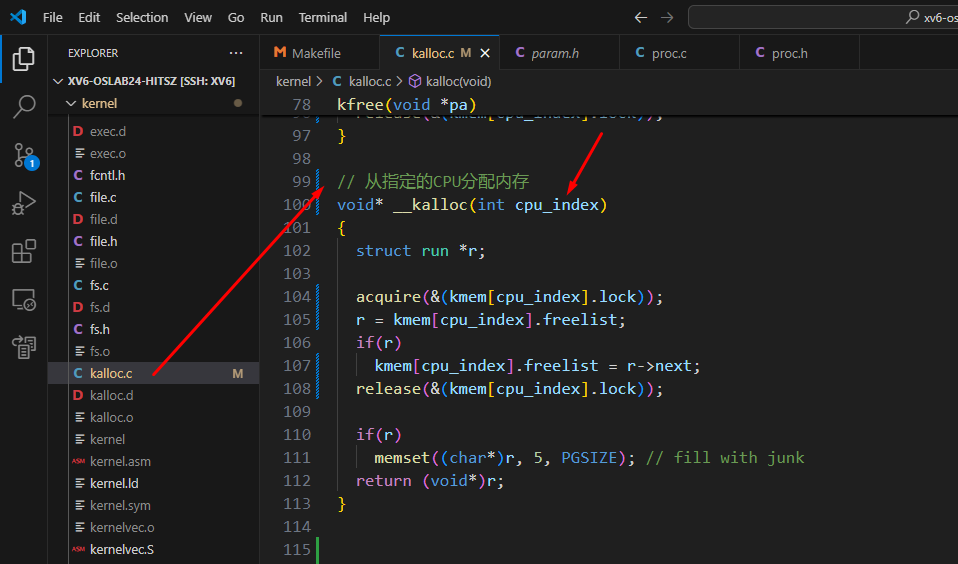 File Edit Selection View Go Run Terminal Help
xv6-os
EXPLORER
Makefile
kalloc.c M
param.h
proc.c
proc.h
XV6-OSLAB24-HITSZ [SSH: XV6]
kernel > kalloc.c > kalloc(void)
kernel
exec.d
exec.o
fcntl.h
file.c
file.d
file.h
file.o
fs.c
fs.d
fs.h
fs.o
kalloc.c M
kalloc.d
kalloc.o
kernel
kernel.asm
kernel.ld
kernel.sym
kernelvec.o
kernelvec.S
1
78 kfree(void *pa)
release(&(kmem[cpu_index].lock));
97 }
98
99 // 从指定的CPU分配内存
100 void* __kalloc(int cpu_index)
101 {
102 struct run *r;
103
104 acquire(&(kmem[cpu_index].lock));
105 r = kmem[cpu_index].freelist;
106 if(r)
107 kmem[cpu_index].freelist = r->next;
108 release(&(kmem[cpu_index].lock));
109
110 if(r)
111 memset((char*)r, 5, PGSIZE); // fill with junk
112 return (void*)r;
113 }
114
115